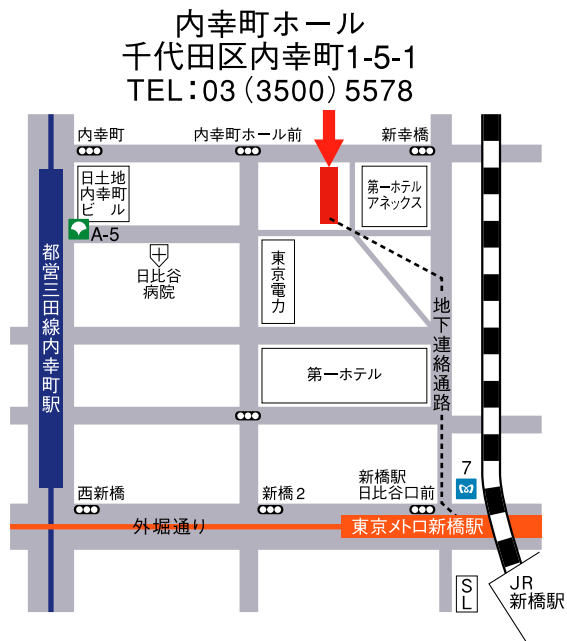 内幸町ホール
千代田区内幸町1-5-1
TEL：03（3500）5578
内幸町
内幸町ホール前
新幸橋
日土地
内幸町
ビル
第一ホテル
アネックス
A-5
日比谷
病院
東京電力
都営三田線内幸町駅
地下連絡通路
第一ホテル
7
西新橋
新橋2
新橋駅
日比谷口前
外堀通り
東京メトロ新橋駅
SL
JR
新橋駅